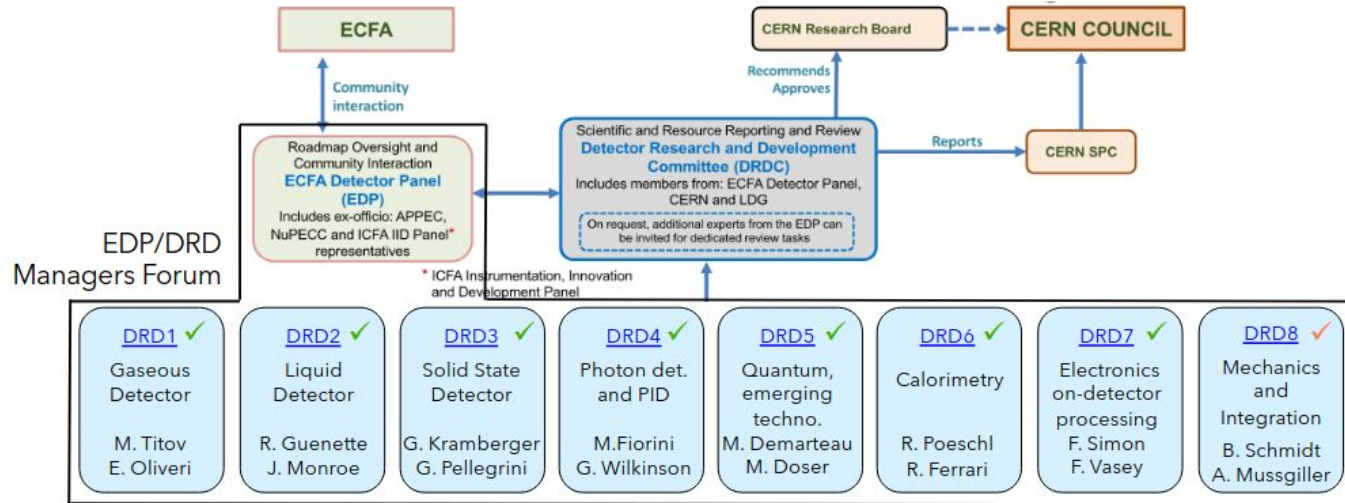 ECFA
CERN Research Board
CERN COUNCIL
Community
interaction
Recommends
Approves
Roadmap Oversight and
Community Interaction
ECFA Detector Panel
(EDP)
Includes ex-officio: APPEC,
NuPECC and ICFA IID Panel*
representatives
Scientific and Resource Reporting and Review
Detector Research and Development
Committee (DRDC)
Includes members from: ECFA Detector Panel,
CERN and LDG
On request, additional experts from the EDP can
be invited for dedicated review tasks
Reports
CERN SPC
EDP/DRD
Managers Forum
* ICFA Instrumentation, Innovation
and Development Panel
DRD1 ✓
Gaseous
Detector
M. Titov
E. Oliveri
DRD2 ✓
Liquid
Detector
R. Guenette
J. Monroe
DRD3 ✓
Solid State
Detector
G. Kramberger
G. Pellegrini
DRD4 ✓
Photon det.
and PID
M.Fiorini
G. Wilkinson
DRD5 ✓
Quantum,
emerging
techno.
M. Demarteau
M. Doser
DRD6 ✓
Calorimetry
R. Poeschl
R. Ferrari
DRD7 ✓
Electronics
on-detector
processing
F. Simon
F. Vasey
DRD8 ✓
Mechanics
and
Integration
B. Schmidt
A. Mussgiller